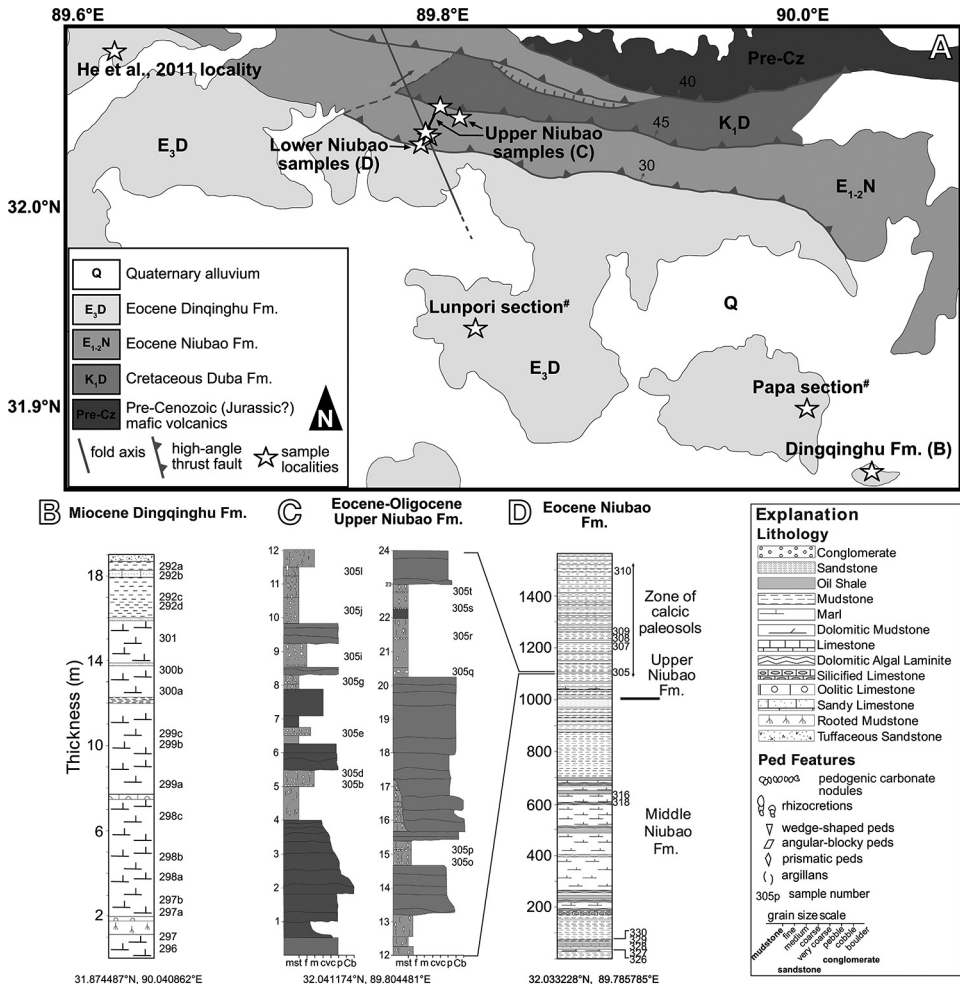 89.6°E
89.8°E
90.0°E
A
Pre-Cz
He et al., 2011 locality
40
K1D
45
E3D
Lower Niubao
samples (D)
Upper Niubao
samples (C)
30
E1-2N
32.0°N
Q Quaternary alluvium
E3D Eocene Dinqinghu Fm.
E1-2N Eocene Niubao Fm.
K1D Cretaceous Duba Fm.
Pre-Cz Pre-Cenozoic (Jurassic?)
mafic volcanics
N
fold axis
high-angle
thrust fault
sample
localities
Lunpori section#
E3D
Q
Papa section#
Dingqinghu Fm. (B)
31.9°N
B Miocene Dingqinghu Fm.
Thickness (m)
18
14
10
6
2
292a
292b
292c
292d
301
300b
300a
299c
299b
299a
298c
298b
298a
297b
297a
297
296
31.874487°N, 90.040862°E
C Eocene-Oligocene
Upper Niubao Fm.
12
11
10
9
8
7
6
5
4
3
2
1
305l
305j
305i
305g
305e
305d
305b
mst f m cvc p Cb
24
23
22
21
20
19
18
17
16
15
14
13
12
305t
305s
305r
305q
305p
305o
mst f m cvc p Cb
32.041174°N, 89.804481°E
D Eocene Niubao
Fm.
1400
1200
1000
800
600
400
200
310
309
308
307
305
316
318
330
329
328
327
326
Zone of
calcic
paleosols
Upper
Niubao
Fm.
Middle
Niubao
Fm.
32.033228°N, 89.785785°E
Explanation
Lithology
Conglomerate
Sandstone
Oil Shale
Mudstone
Marl
Dolomitic Mudstone
Limestone
Dolomitic Algal Laminite
Silicified Limestone
Oolitic Limestone
Sandy Limestone
Rooted Mudstone
Tuffaceous Sandstone
Ped Features
pedogenic carbonate
nodules
rhizocretions
wedge-shaped peds
angular-blocky peds
prismatic peds
argillans
305p sample number
grain size scale
mudstone
fine
medium
coarse
very coarse
pebble
cobble
boulder
sandstone
conglomerate